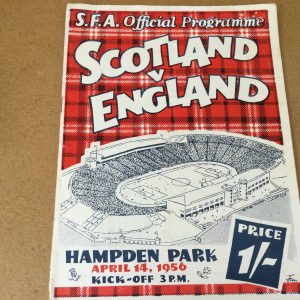 S.F.A. Official Programme
SCOTLAND
V
ENGLAND
HAMPDEN PARK
APRIL 14, 1956
KICK-OFF 3 P.M.
PRICE
1/-